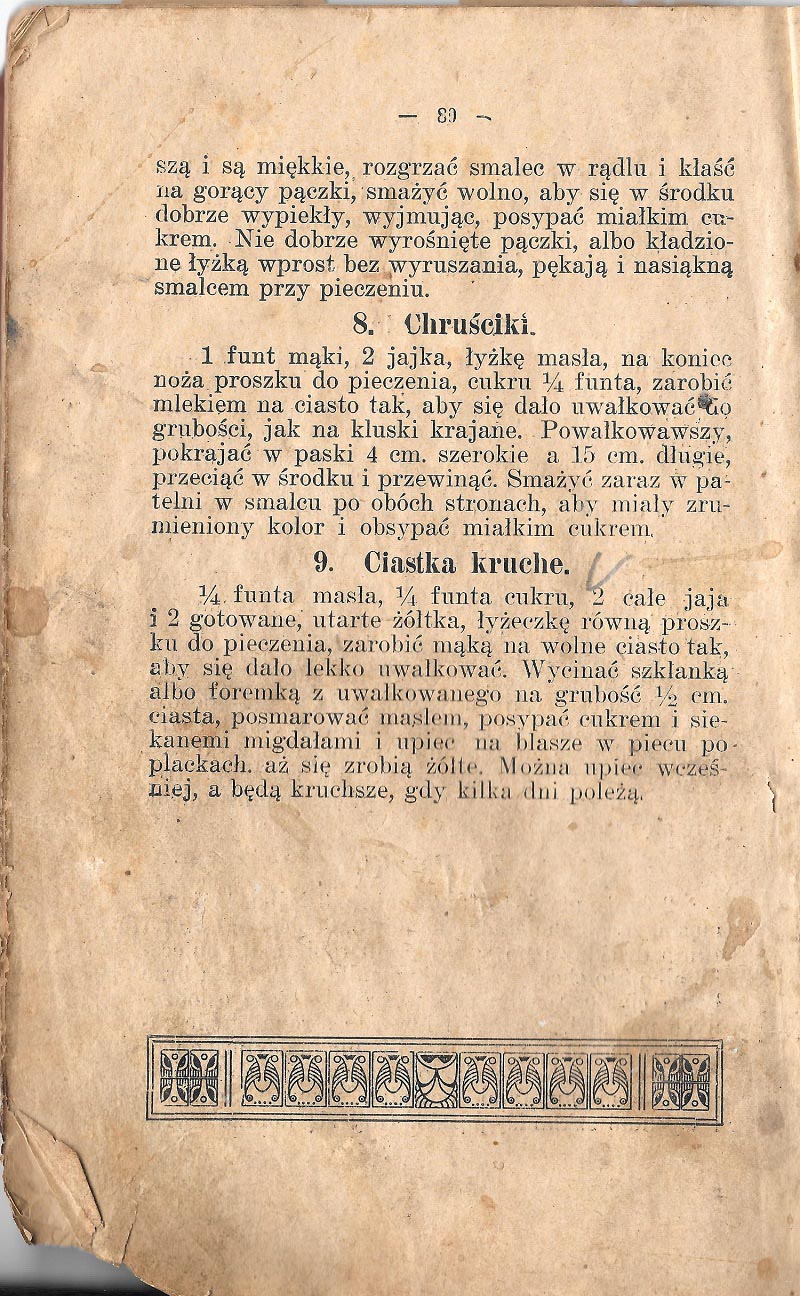 — 80 —
szą i są miękkie, rozgrzać smalec w rądlu i kłaść
na gorący pączki, smażyć wolno, aby się w środku
dobrze wypiekły, wyjmując, posypać miałkim cu-
krem. Nie dobrze wyrośnięte pączki, albo kładzio-
ne łyżką wprost bez wyruszania, pękają i nasiąkną
smalcem przy pieczeniu.
8. Chruściki.
1 funt mąki, 2 jajka, łyżkę masła, na koniec
noża proszku do pieczenia, cukru ¼ funta, zarobić
mlekiem na ciasto tak, aby się dało uwałkować do
grubości, jak na kluski krajane. Powałkowawszy,
pokrajać w paski 4 cm. szerokie a 15 cm. długie,
przeciąć w środku i przewinąć. Smażyć zaraz w pa-
telni w smalcu po obóch stronach, aby miały zru-
mieniony kolor i obsypać miałkim cukrem.
9. Ciastka kruche.
¼ funta masła, ¼ funta cukru, 2 całe jaja
i 2 gotowane, utarte żółtka, łyżeczkę równą prosz-
ku do pieczenia, zarobić mąką na wolne ciasto tak,
aby się dało lekko uwałkować. Wycinać szklanką
albo foremką z uwałkowanego na grubość ½ cm.
ciasta, posmarować masłem, posypać cukrem i sie-
kanemi migdałami i upiec na blasze w piecu po
plackach, aż się zrobią żółte. Można upiec wcześ-
niej, a będą kruchsze, gdy kilka dni poleżą.